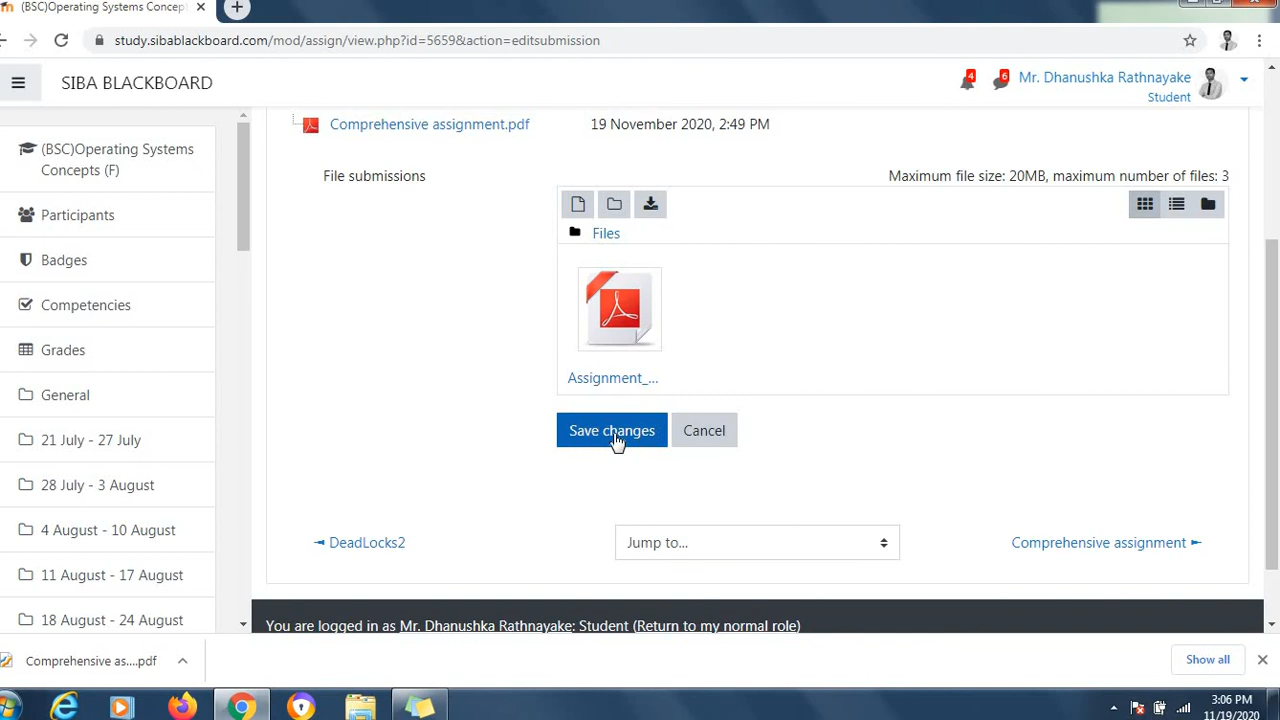 (BSC)Operating Systems Concept
study.sibablackboard.com/mod/assign/view.php?id=5659&action=editsubmission
SIBA BLACKBOARD
4
6
Mr. Dhanushka Rathnayake
Student
(BSC)Operating Systems
Concepts (F)
Participants
Badges
Competencies
Grades
General
21 July - 27 July
28 July - 3 August
4 August - 10 August
11 August - 17 August
18 August - 24 August
Comprehensive assignment.pdf 19 November 2020, 2:49 PM
File submissions
Maximum file size: 20MB, maximum number of files: 3
Files
Assignment_...
Save changes
Cancel
◄ DeadLocks2
Jump to...
Comprehensive assignment ►
You are logged in as Mr. Dhanushka Rathnayake: Student (Return to my normal role)
Comprehensive as....pdf
Show all
3:06 PM
11/19/2020